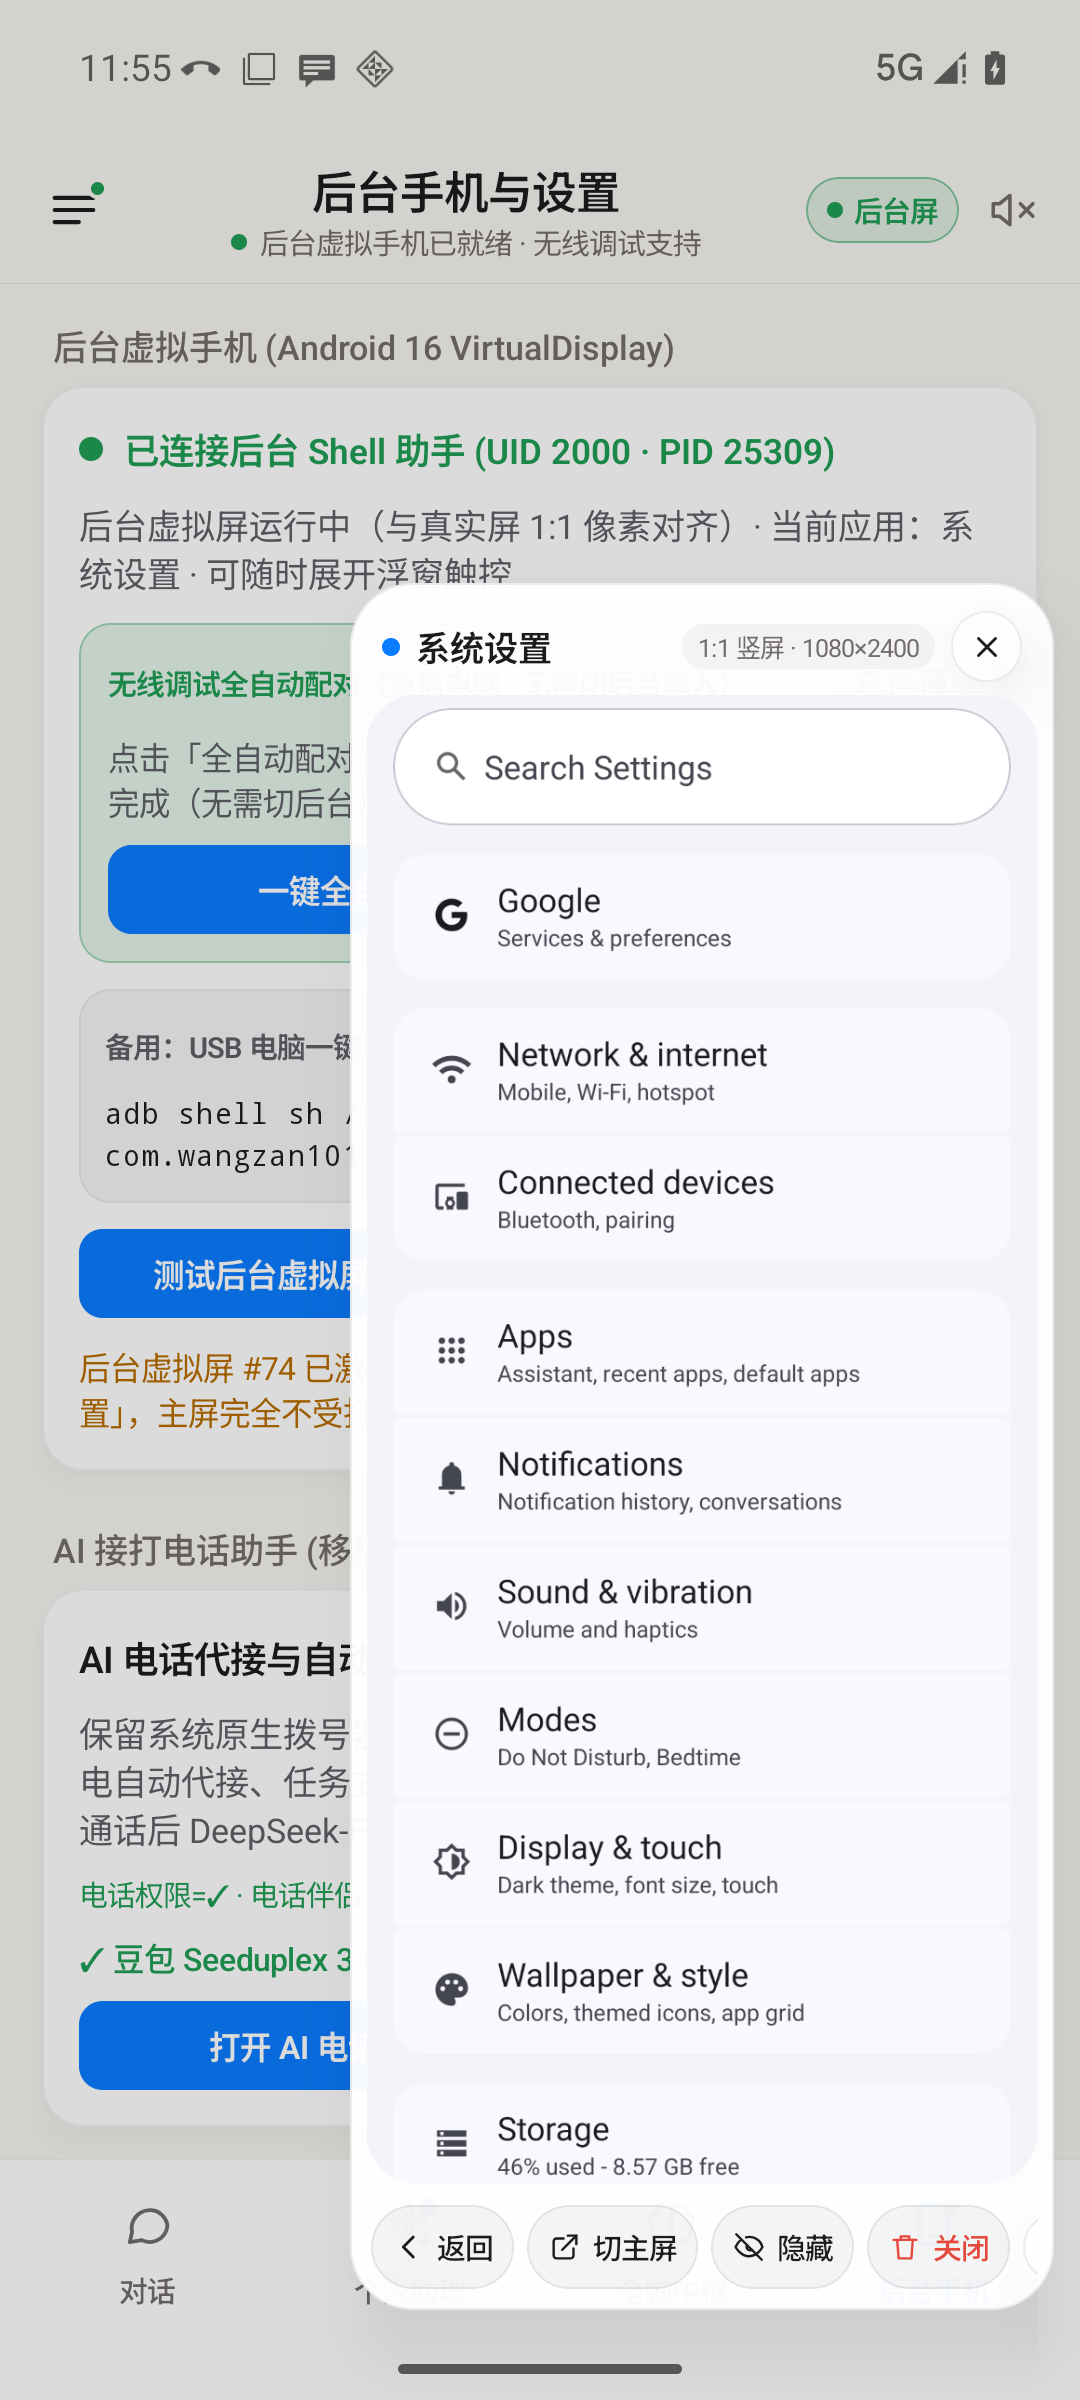 11:55
5G
后台手机与设置
后台虚拟手机已就绪 · 无线调试支持
后台屏
后台虚拟手机 (Android 16 VirtualDisplay)
已连接后台 Shell 助手 (UID 2000 · PID 25309)
后台虚拟屏运行中（与真实屏 1:1 像素对齐）· 当前应用：系
统设置 · 可随时展开浮窗触控
无线调试全自动配对
点击「全自动配对
完成（无需切后台
一键全
备用：USB 电脑一键
adb shell sh
com.wangzan101
测试后台虚拟屏
后台虚拟屏 #74 已激
置」，主屏完全不受
AI 接打电话助手 (移
AI 电话代接与自动
保留系统原生拨号
电自动代接、任务
通话后 DeepSeek-
电话权限=✓ · 电话伴侣
✓ 豆包 Seeduplex 3
打开 AI 电话
系统设置
1:1 竖屏 · 1080×2400
Search Settings
Google
Services & preferences
Network & internet
Mobile, Wi-Fi, hotspot
Connected devices
Bluetooth, pairing
Apps
Assistant, recent apps, default apps
Notifications
Notification history, conversations
Sound & vibration
Volume and haptics
Modes
Do Not Disturb, Bedtime
Display & touch
Dark theme, font size, touch
Wallpaper & style
Colors, themed icons, app grid
Storage
46% used - 8.57 GB free
返回
切主屏
隐藏
关闭
对话